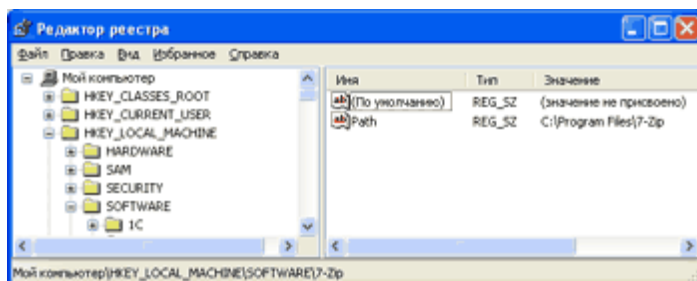 Редактор реестра
Файл Правка Вид Избранное Справка
Мой компьютер
HKEY_CLASSES_ROOT
HKEY_CURRENT_USER
HKEY_LOCAL_MACHINE
HARDWARE
SAM
SECURITY
SOFTWARE
1C
Имя Тип Значение
ab (По умолчанию) REG_SZ (значение не присвоено)
ab Path REG_SZ C:\Program Files\7-Zip
Мой компьютер\HKEY_LOCAL_MACHINE\SOFTWARE\7-Zip